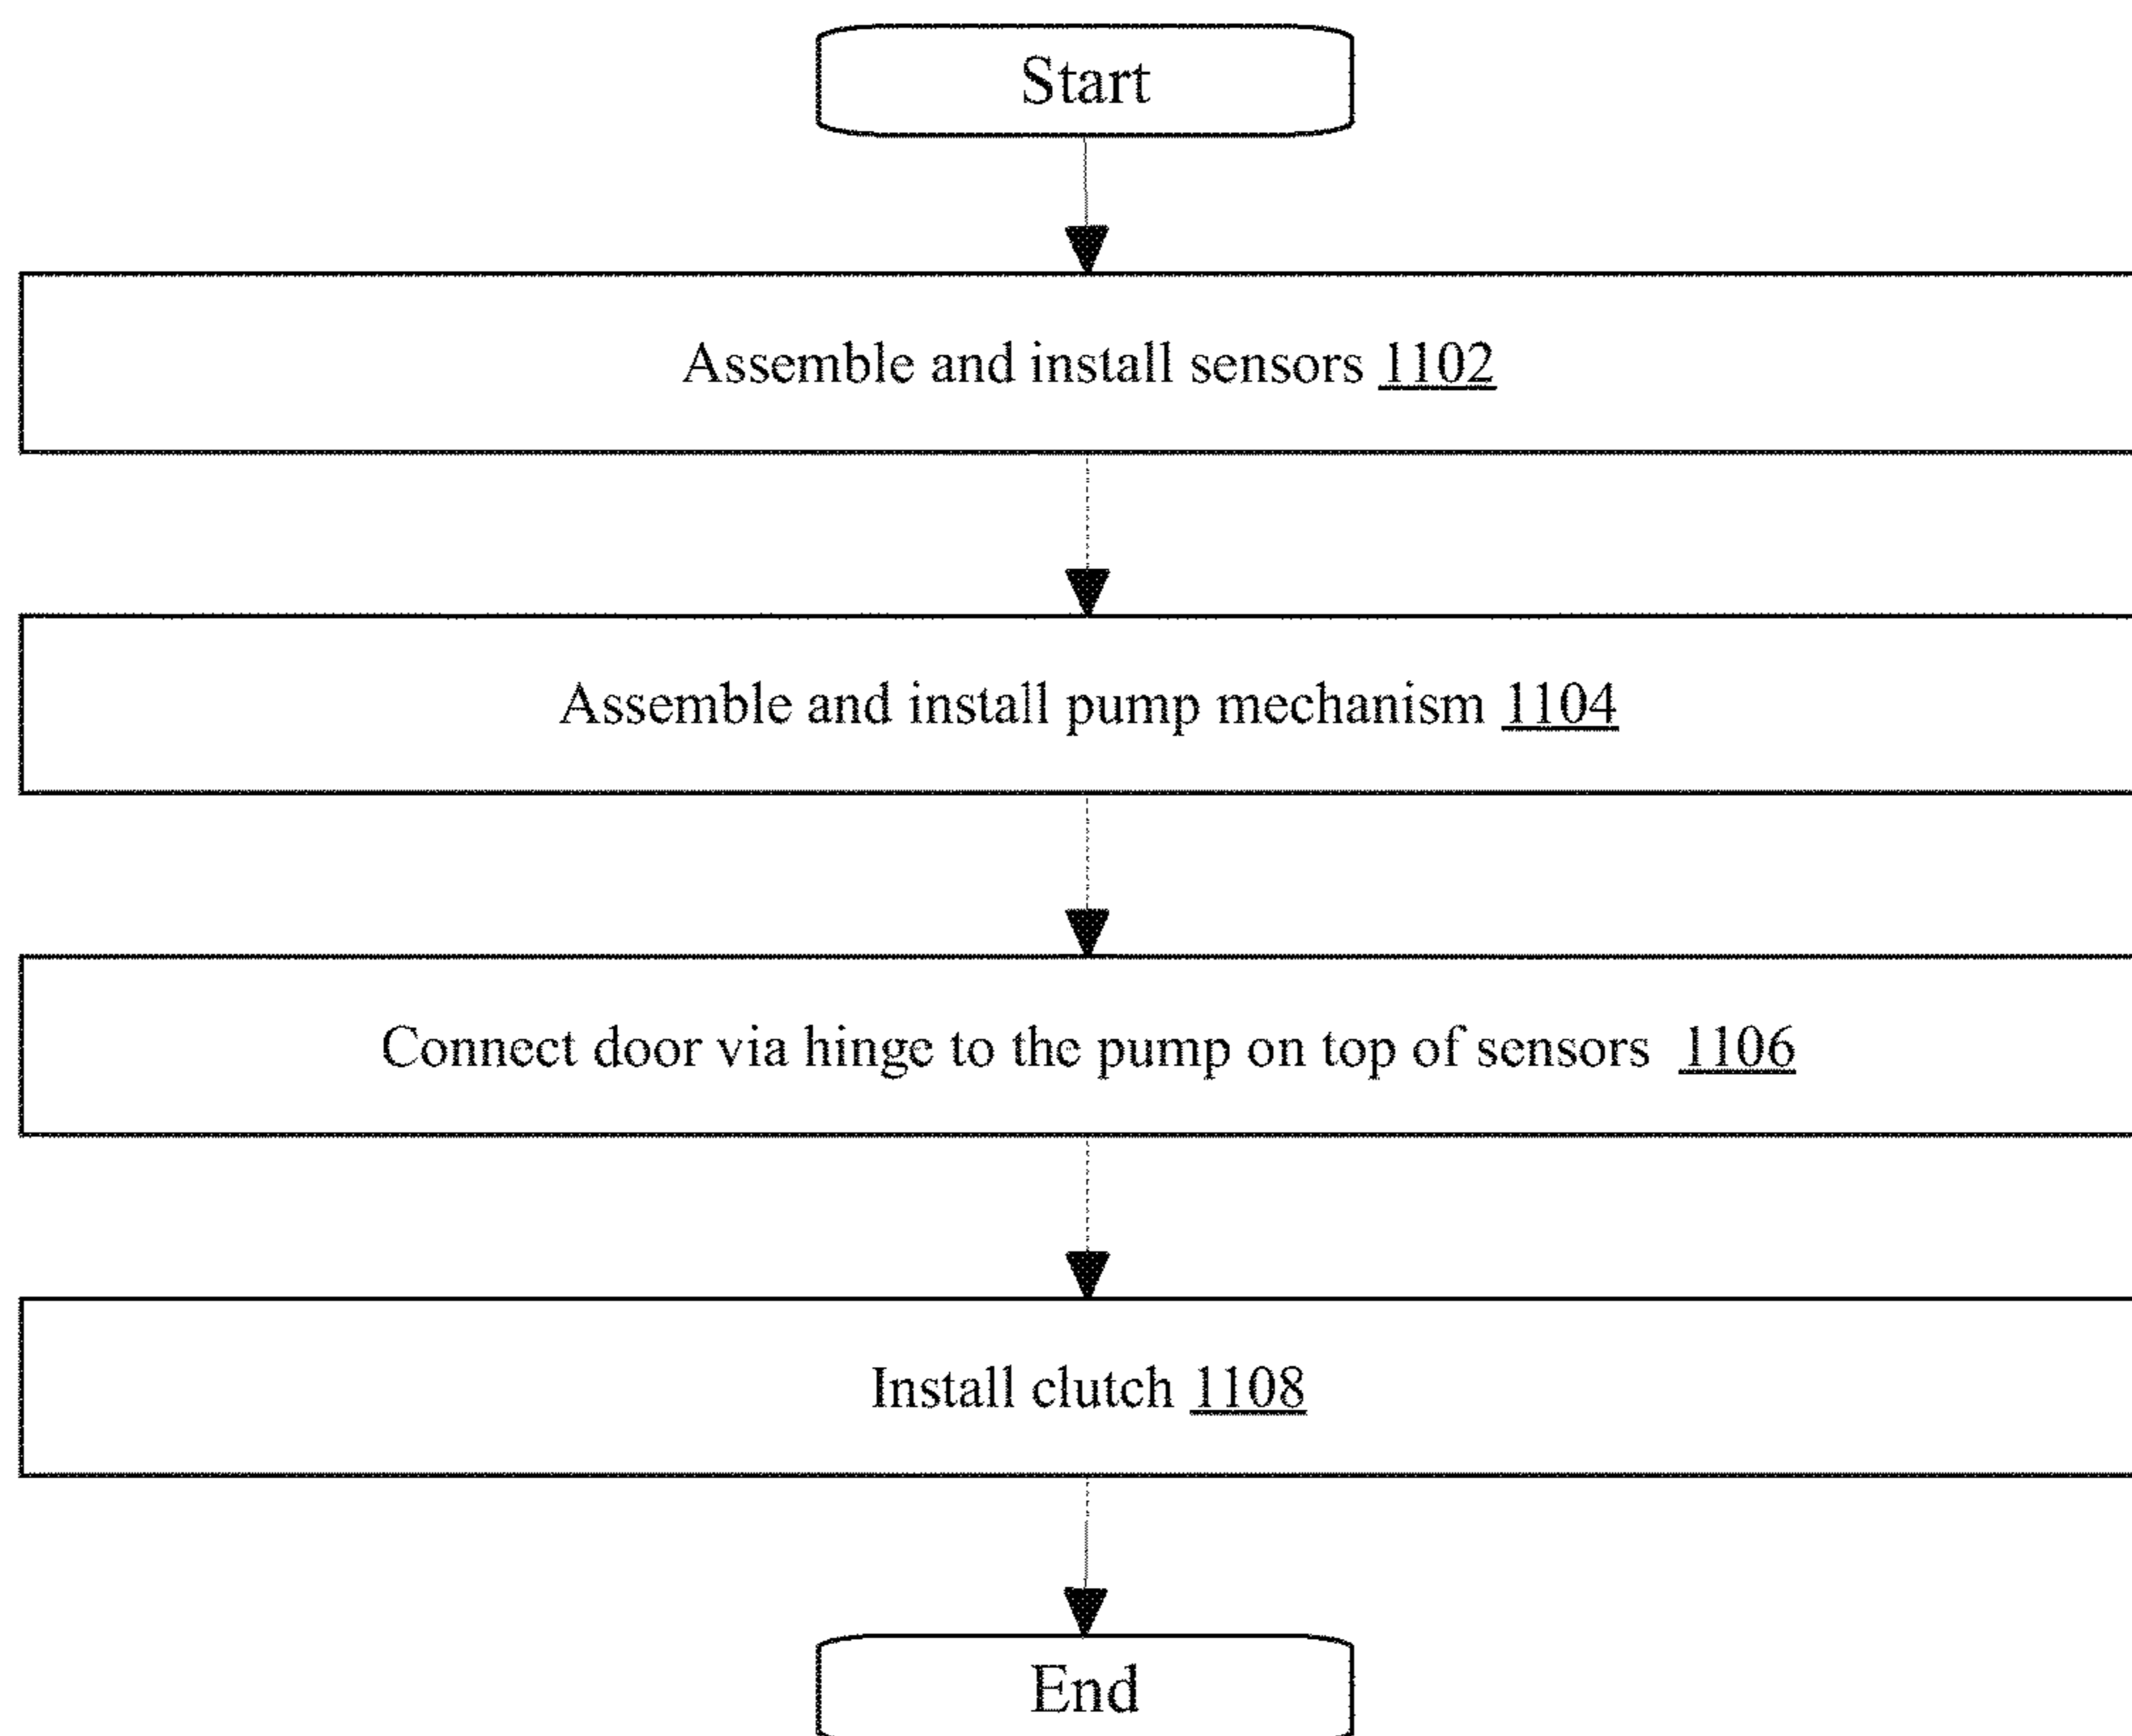 Start
Assemble and install sensors 1102
Assemble and install pump mechanism 1104
Connect door via hinge to the pump on top of sensors 1106
Install clutch 1108
End